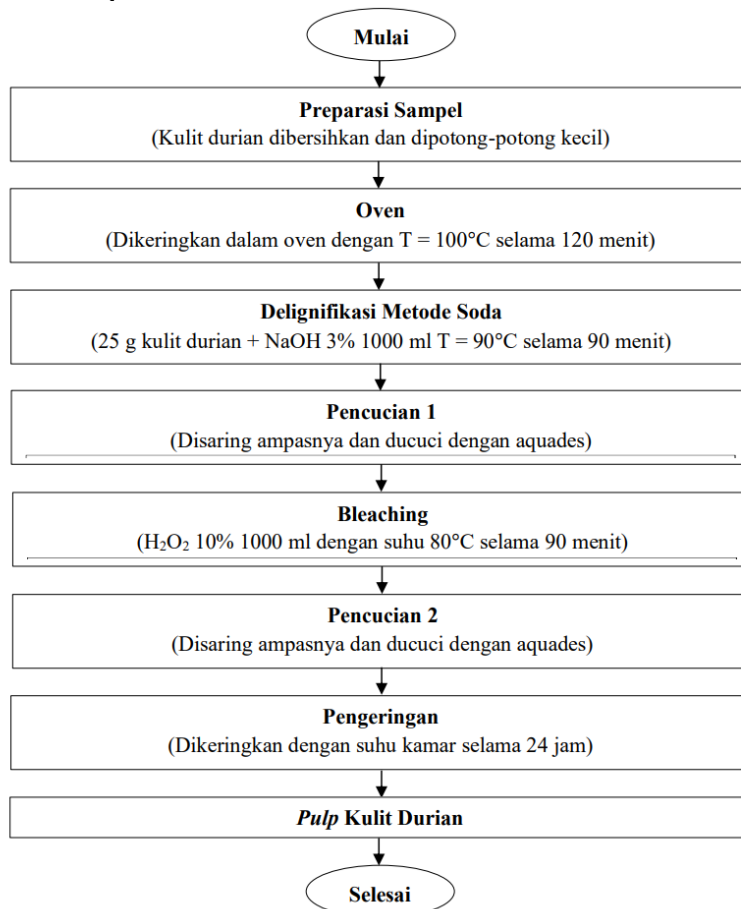 Mulai
Preparasi Sampel
(Kulit durian dibersihkan dan dipotong-potong kecil)
Oven
(Dikeringkan dalam oven dengan T = 100°C selama 120 menit)
Delignifikasi Metode Soda
(25 g kulit durian + NaOH 3% 1000 ml T = 90°C selama 90 menit)
Pencucian 1
(Disaring ampasnya dan ducuci dengan aquades)
Bleaching
(H₂O₂ 10% 1000 ml dengan suhu 80°C selama 90 menit)
Pencucian 2
(Disaring ampasnya dan ducuci dengan aquades)
Pengeringan
(Dikeringkan dengan suhu kamar selama 24 jam)
Pulp Kulit Durian
Selesai